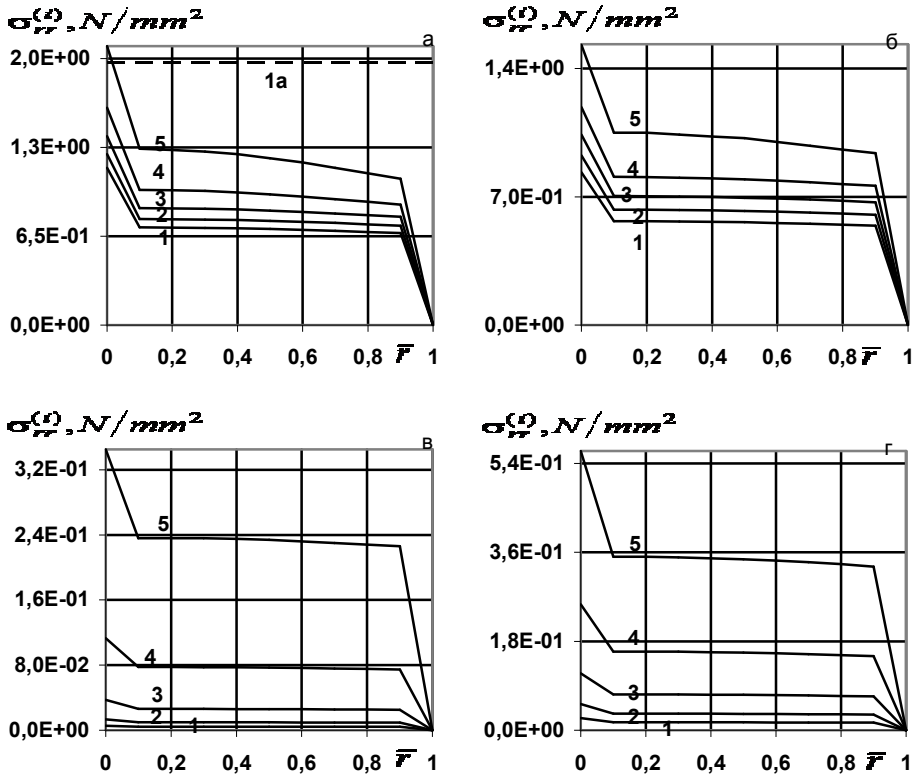 σrr(i), N/mm²
а
2,0E+00
1,3E+00
6,5E-01
0,0E+00
1a
5
4
3
2
1
0 0,2 0,4 0,6 0,8 r̅ 1
σrr(i), N/mm²
б
1,4E+00
7,0E-01
0,0E+00
5
4
3
2
1
0 0,2 0,4 0,6 0,8 r̅ 1
σrr(i), N/mm²
в
3,2E-01
2,4E-01
1,6E-01
8,0E-02
0,0E+00
5
4
3
2
1
0 0,2 0,4 0,6 0,8 r̅ 1
σrr(i), N/mm²
г
5,4E-01
3,6E-01
1,8E-01
0,0E+00
5
4
3
2
1
0 0,2 0,4 0,6 0,8 r̅ 1